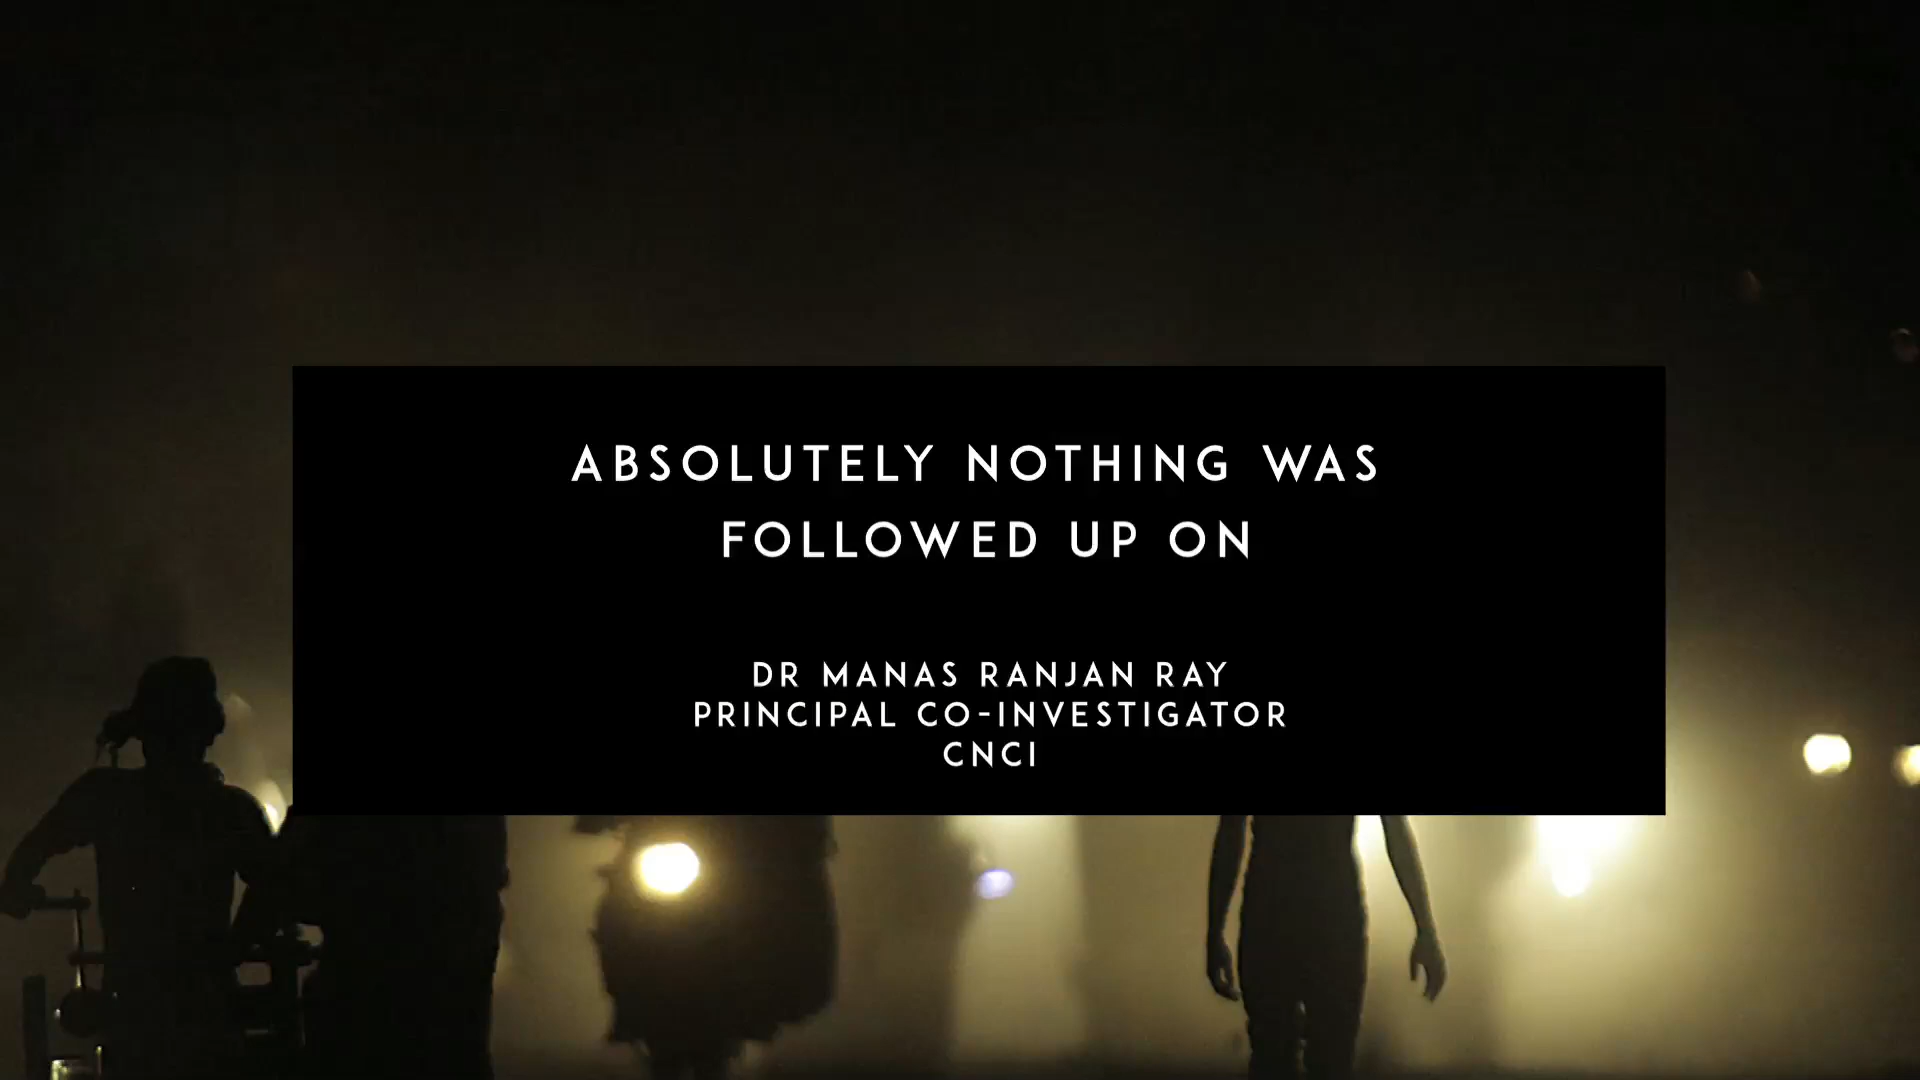 ABSOLUTELY NOTHING WAS
FOLLOWED UP ON
DR MANAS RANJAN RAY
PRINCIPAL CO-INVESTIGATOR
CNCI